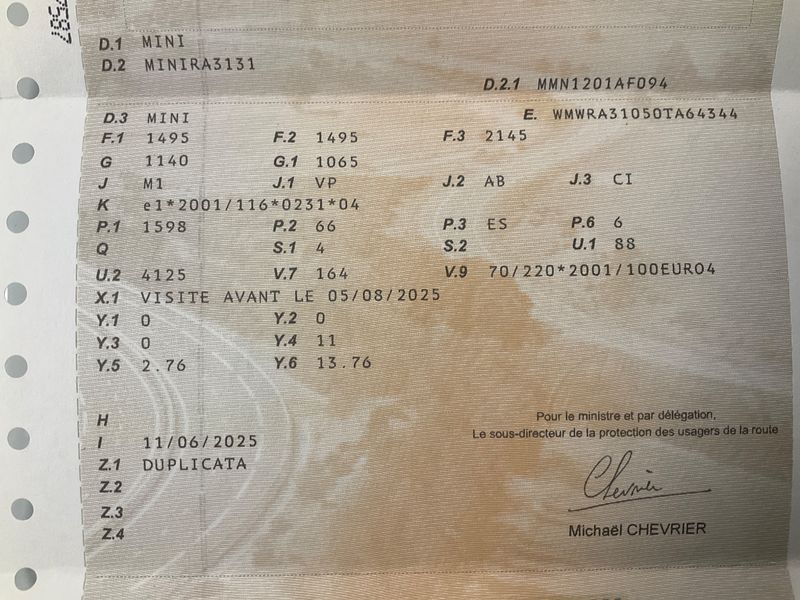 D.1 MINI
D.2 MINIRA3131
D.2.1 MMN1201AF094
D.3 MINI E. WMWRA31050TA64344
F.1 1495 F.2 1495 F.3 2145
G 1140 G.1 1065
J M1 J.1 VP J.2 AB J.3 CI
K e1*2001/116*0231*04
P.1 1598 P.2 66 P.3 ES P.6 6
Q S.1 4 S.2 U.1 88
U.2 4125 V.7 164 V.9 70/220*2001/100EURO4
X.1 VISITE AVANT LE 05/08/2025
Y.1 0 Y.2 0
Y.3 0 Y.4 11
Y.5 2.76 Y.6 13.76
H
I 11/06/2025
Z.1 DUPLICATA
Z.2
Z.3
Z.4
Pour le ministre et par délégation,
Le sous-directeur de la protection des usagers de la route
Chevrier
Michaël CHEVRIER